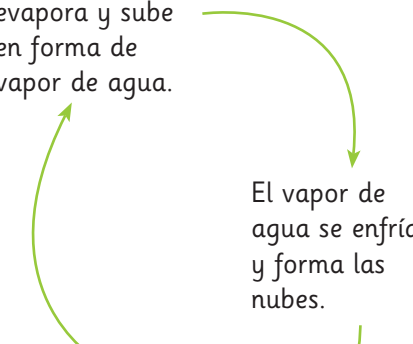 evapora y sube
en forma de
vapor de agua.
El vapor de
agua se enfría
y forma las
nubes.